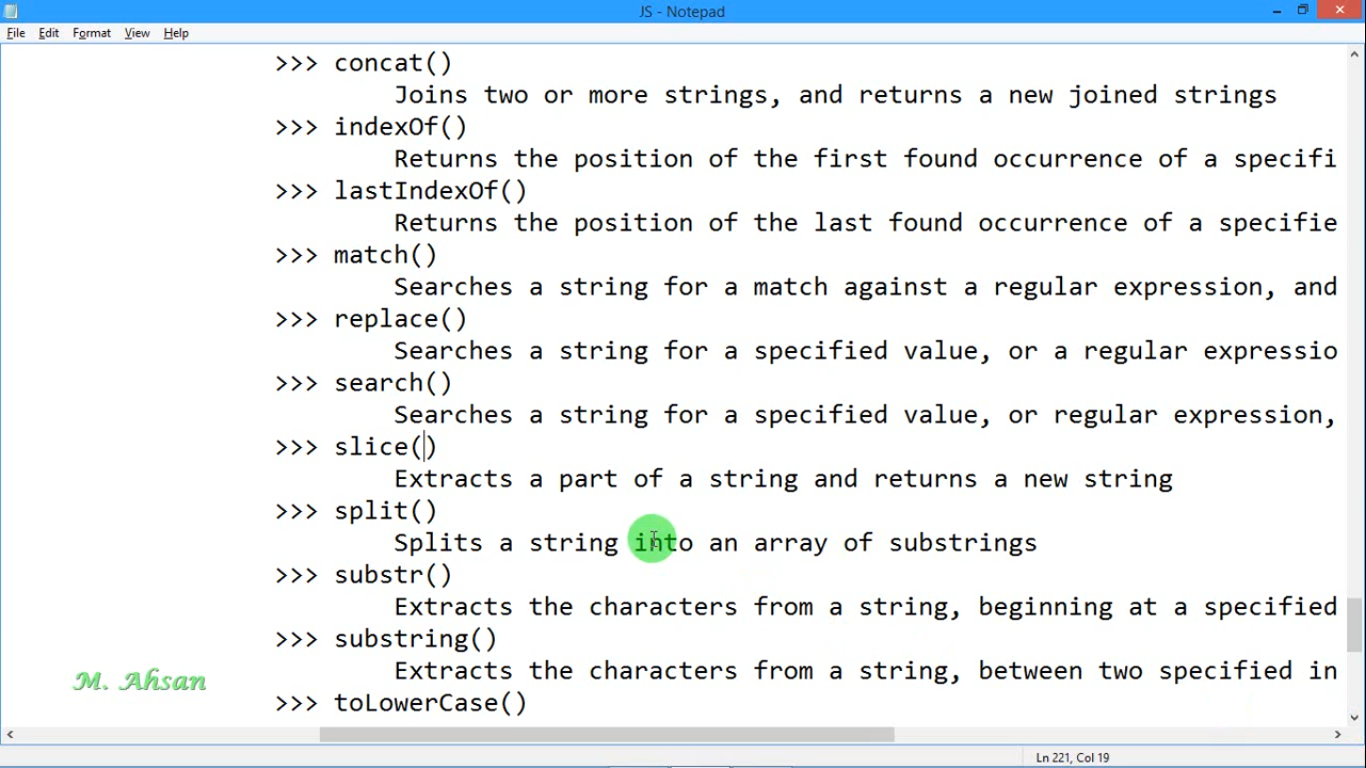 JS - Notepad
File Edit Format View Help
>>> concat()
Joins two or more strings, and returns a new joined strings
>>> indexOf()
Returns the position of the first found occurrence of a specifi
>>> lastIndexOf()
Returns the position of the last found occurrence of a specifie
>>> match()
Searches a string for a match against a regular expression, and
>>> replace()
Searches a string for a specified value, or a regular expressio
>>> search()
Searches a string for a specified value, or regular expression,
>>> slice()
Extracts a part of a string and returns a new string
>>> split()
Splits a string into an array of substrings
>>> substr()
Extracts the characters from a string, beginning at a specified
>>> substring()
Extracts the characters from a string, between two specified in
M. Ahsan
>>> toLowerCase()
Ln 221, Col 19